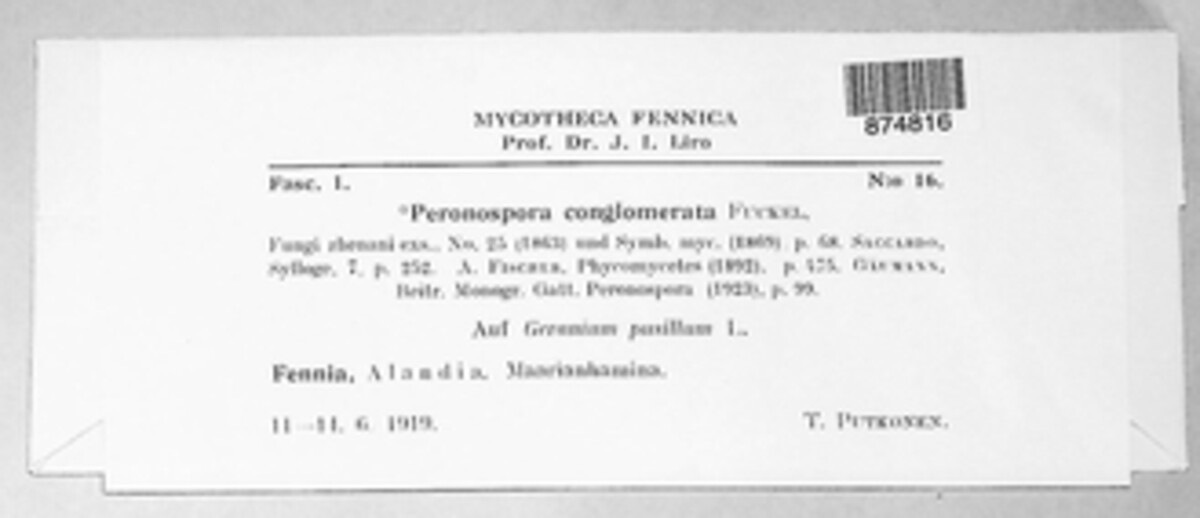 874816
MYCOTHECA FENNICA
Prof. Dr. J. I. Liro
Fasc. I. N:o 16.
*Peronospora conglomerata FUCKEL,
Fungi rhenani exs., No. 25 (1863) und Symb. myc. (1869) p. 68. SACCARDO,
Sylloge, 7, p. 252. A. FISCHER, Phycomycetes (1892), p. 475. GÄUMANN,
Beitr. Monogr. Gatt. Peronospora (1923), p. 99.
Auf Geranium pusillum L.
Fennia, Alandia, Maarianhamina.
6. 1919. T. PUTKONEN.